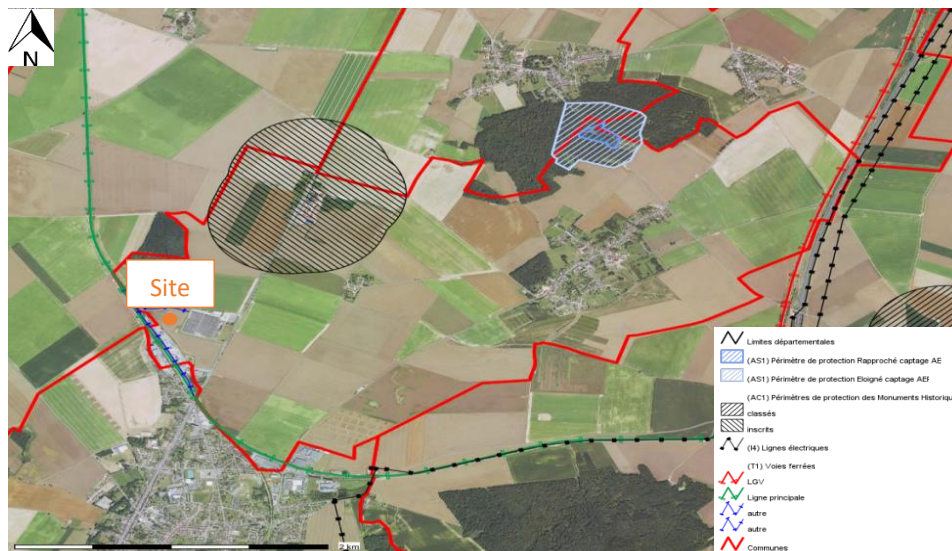 N
Site
2 km
Limites départementales
(AS1) Périmètre de protection Rapproché captage AE
(AS1) Périmètre de protection Eloigné captage AEI
(AC1) Périmètres de protection des Monuments Historiqu
classés
inscrits
(I4) Lignes électriques
(T1) Voies ferrées
LGV
Ligne principale
autre
autre
Communes